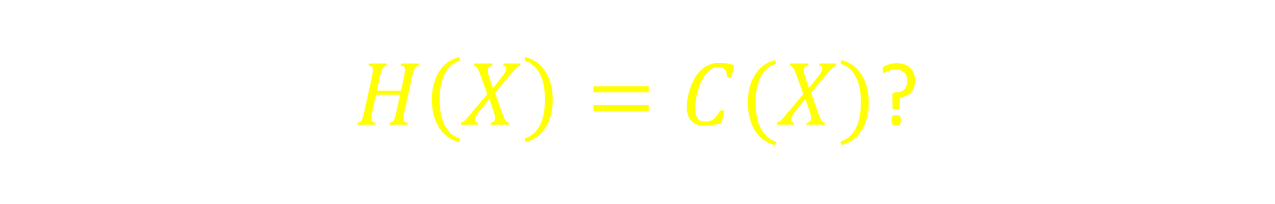 H(X) = C(X)?